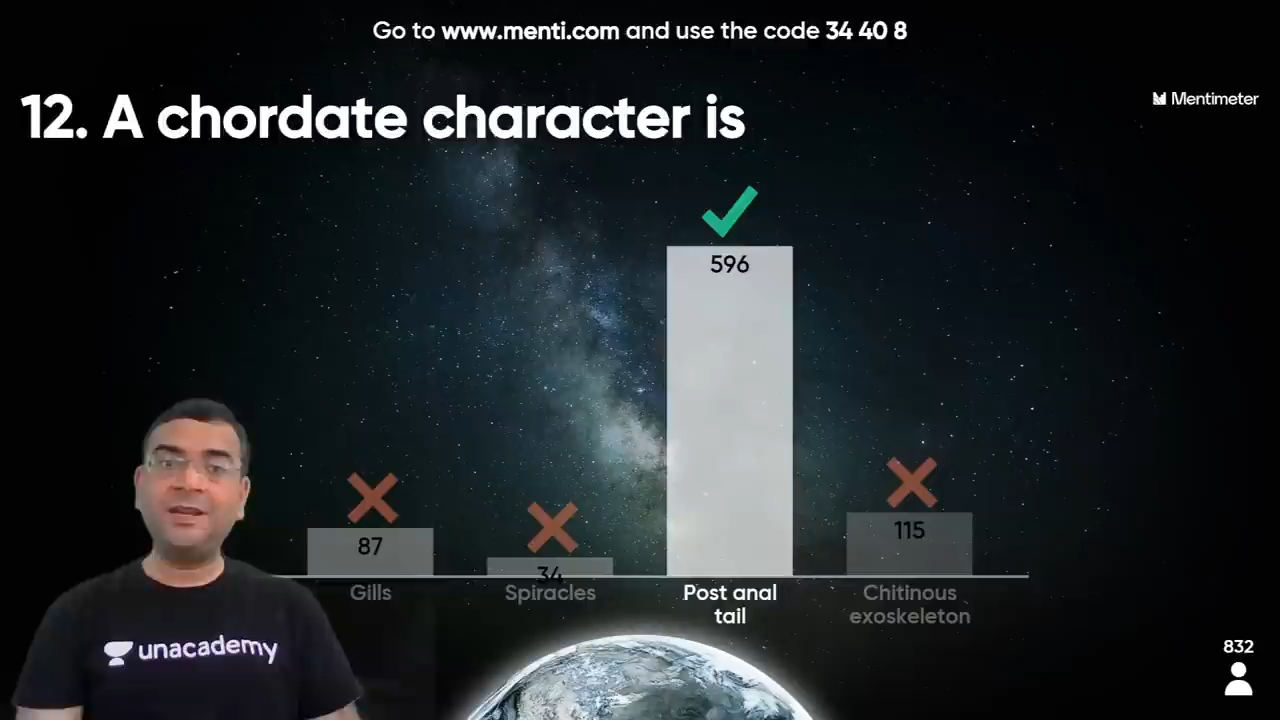 Go to www.menti.com and use the code 34 40 8
12. A chordate character is
Mentimeter
596
87
34
115
Gills
Spiracles
Post anal
tail
Chitinous
exoskeleton
unacademy
832